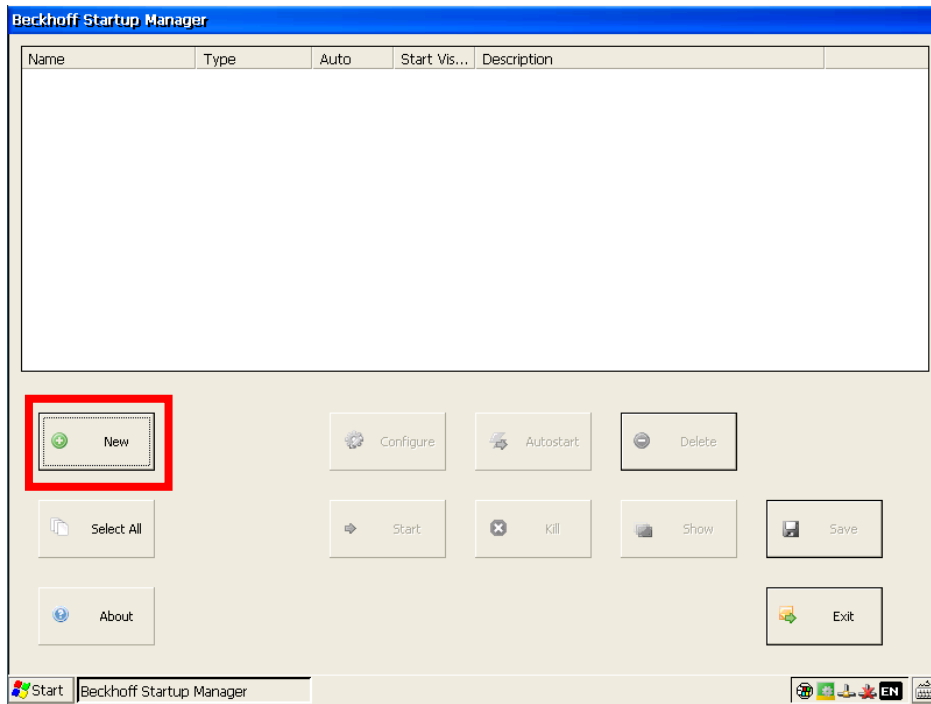 Beckhoff Startup Manager
Name Type Auto Start Vis... Description
New Configure Autostart Delete
Select All Start Kill Show Save
About Exit
Start Beckhoff Startup Manager EN